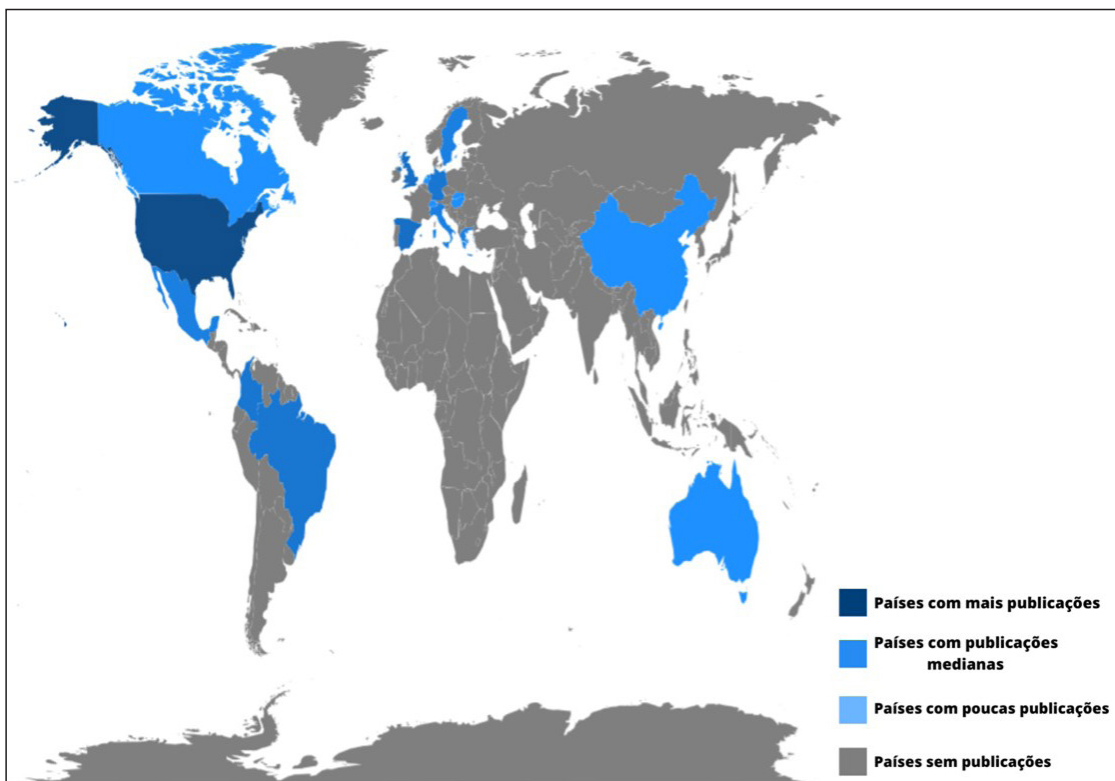 Países com mais publicações
Países com publicações
medianas
Países com poucas publicações
Países sem publicações